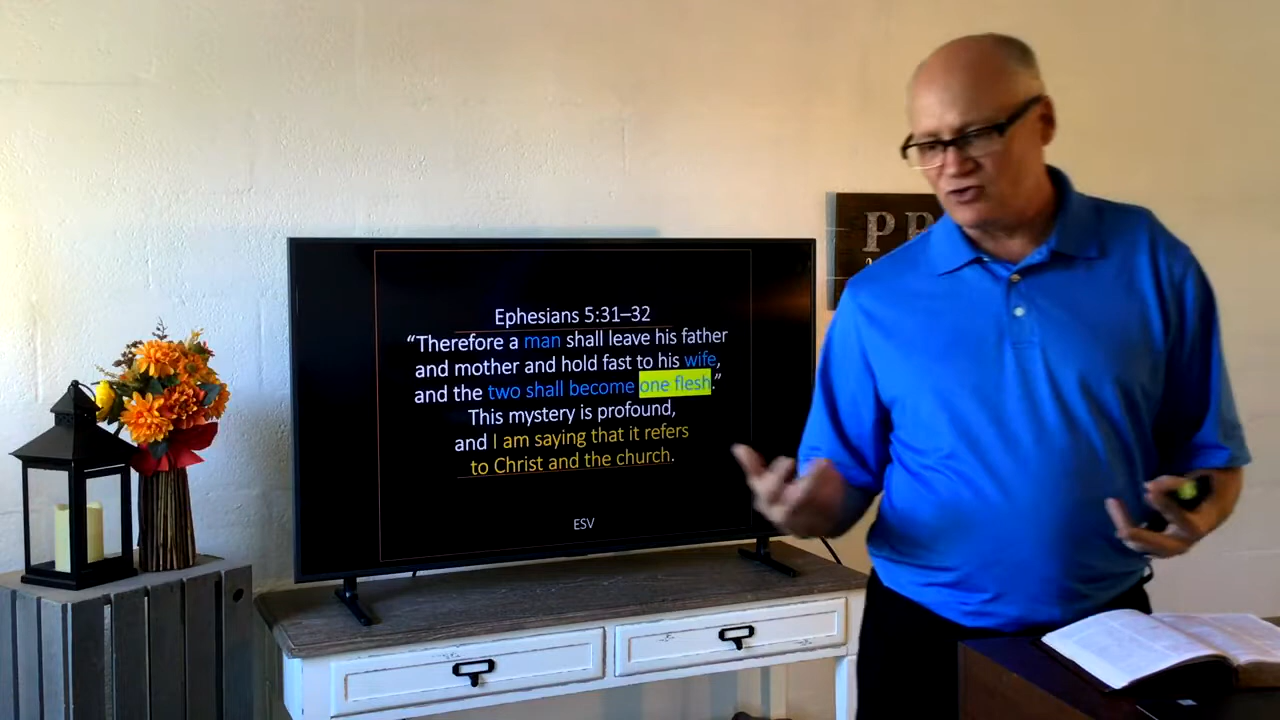 Ephesians 5:31–32
“Therefore a man shall leave his father
and mother and hold fast to his wife,
and the two shall become one flesh.”
This mystery is profound,
and I am saying that it refers
to Christ and the church.
ESV